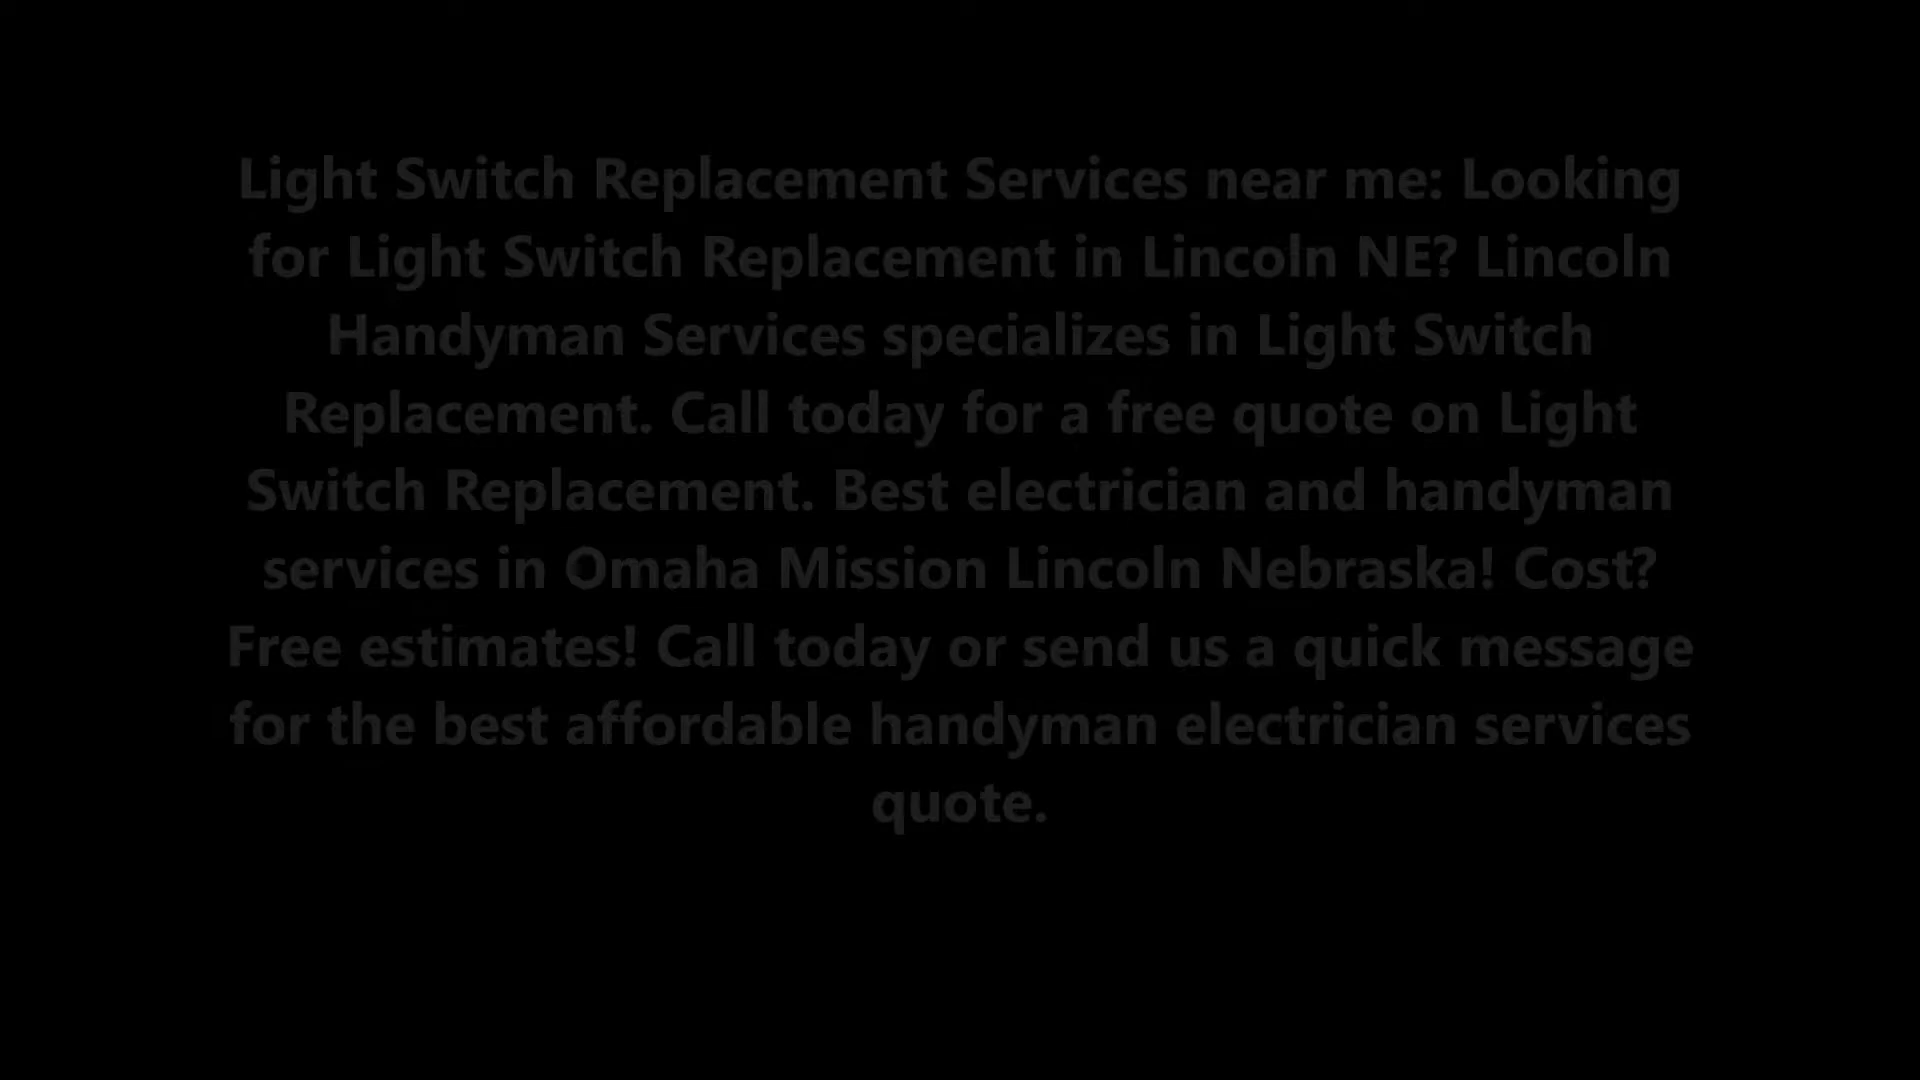 Light Switch Replacement Services near me: Looking
for Light Switch Replacement in Lincoln NE? Lincoln
Handyman Services specializes in Light Switch
Replacement. Call today for a free quote on Light
Switch Replacement. Best electrician and handyman
services in Omaha Mission Lincoln Nebraska! Cost?
Free estimates! Call today or send us a quick message
for the best affordable handyman electrician services
quote.